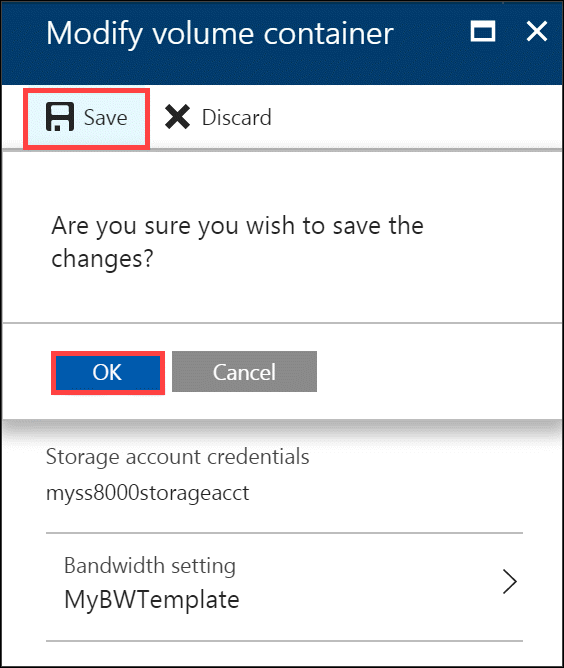 Modify volume container
Save
Discard
Are you sure you wish to save the
changes?
OK
Cancel
Storage account credentials
myss8000storageacct
Bandwidth setting
MyBWTemplate